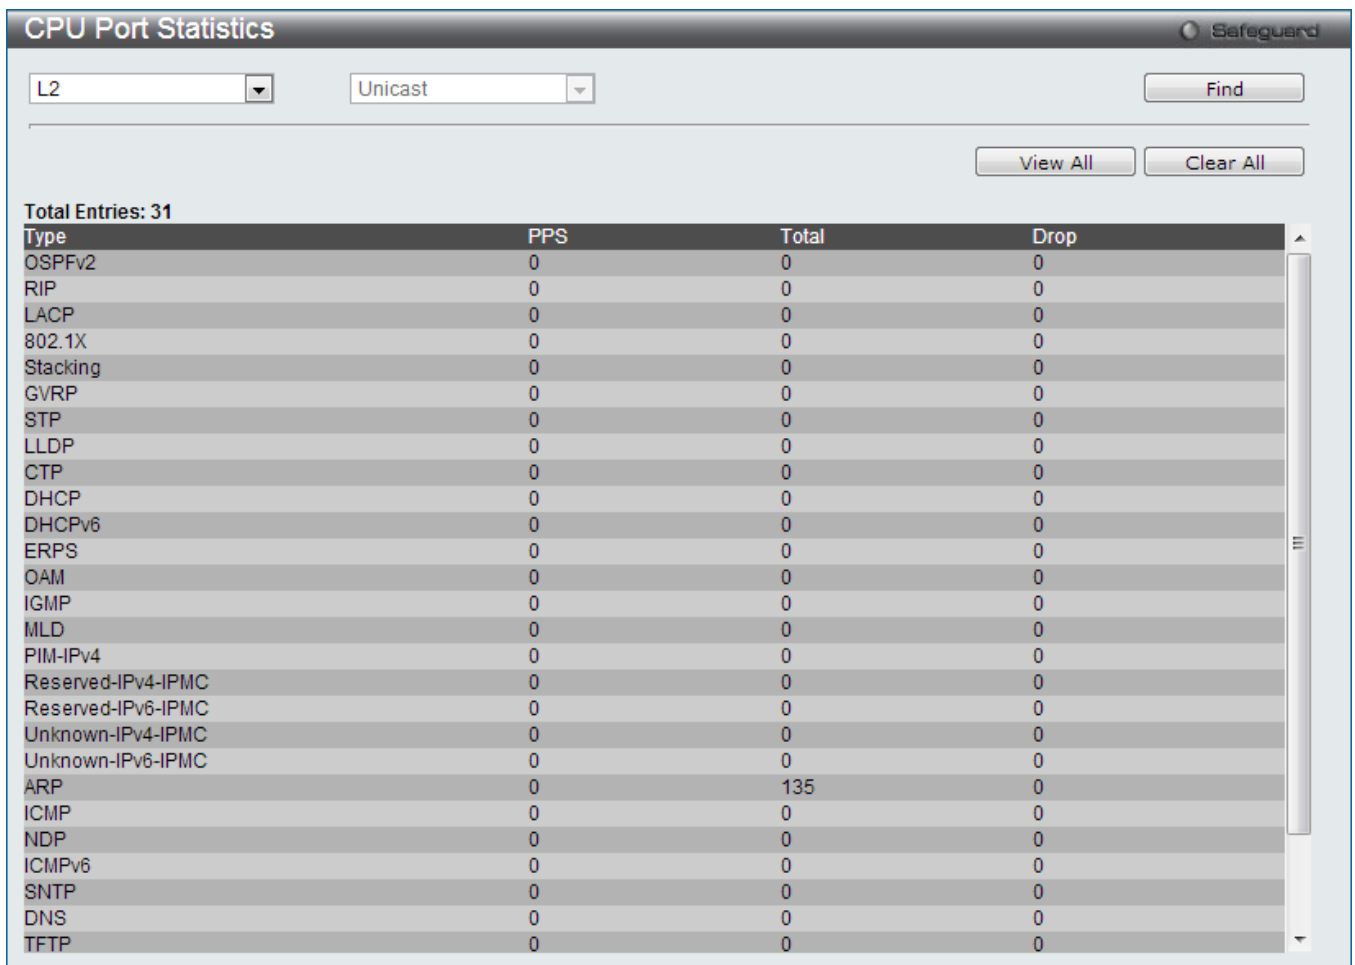 CPU Port Statistics Safeguard
L2 Unicast Find
View All Clear All
Total Entries: 31
Type PPS Total Drop
OSPFv2 0 0 0
RIP 0 0 0
LACP 0 0 0
802.1X 0 0 0
Stacking 0 0 0
GVRP 0 0 0
STP 0 0 0
LLDP 0 0 0
CTP 0 0 0
DHCP 0 0 0
DHCPv6 0 0 0
ERPS 0 0 0
OAM 0 0 0
IGMP 0 0 0
MLD 0 0 0
PIM-IPv4 0 0 0
Reserved-IPv4-IPMC 0 0 0
Reserved-IPv6-IPMC 0 0 0
Unknown-IPv4-IPMC 0 0 0
Unknown-IPv6-IPMC 0 0 0
ARP 0 135 0
ICMP 0 0 0
NDP 0 0 0
ICMPv6 0 0 0
SNTP 0 0 0
DNS 0 0 0
TFTP 0 0 0